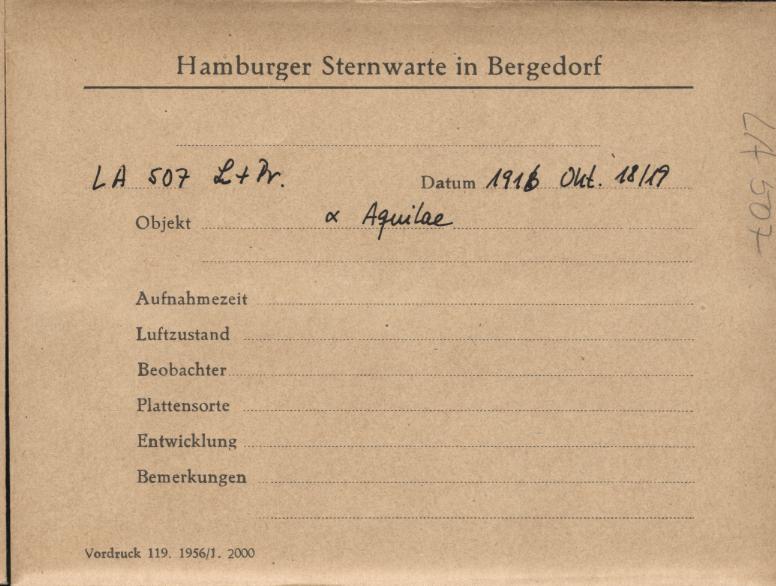 Hamburger Sternwarte in Bergedorf
LA 507 L+Pr. Datum 1916 Okt. 18/19
Objekt α Aquilae
Aufnahmezeit
Luftzustand
Beobachter
Plattensorte
Entwicklung
Bemerkungen
Vordruck 119. 1956/1. 2000
LA 507